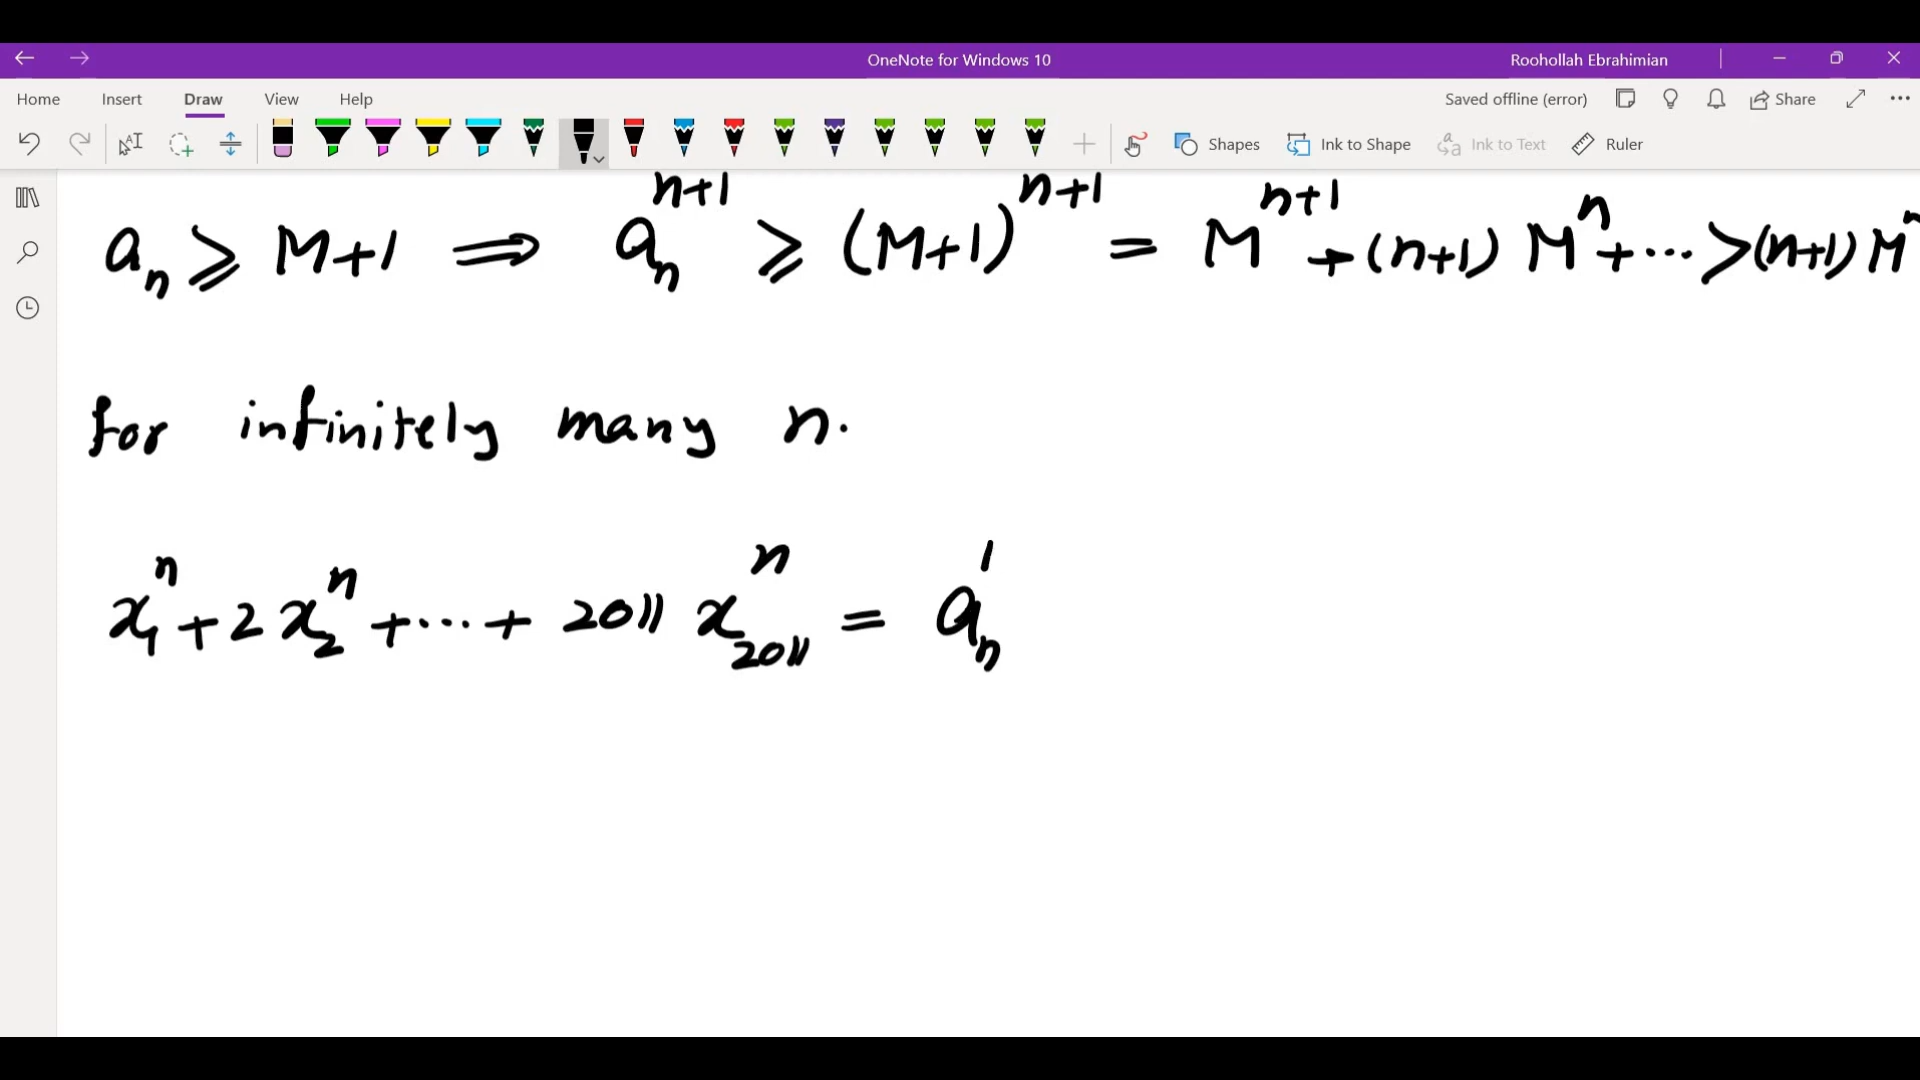 OneNote for Windows 10 Roohollah Ebrahimian
Home Insert Draw View Help Saved offline (error) Share
Shapes Ink to Shape Ink to Text Ruler
a_n ≥ M+1 ⟹ a_n^{n+1} ≥ (M+1)^{n+1} = M^{n+1} + (n+1) M^n + ... > (n+1) M^n
for infinitely many n.
x_1^n + 2 x_2^n + ... + 2011 x_{2011}^n = a_n^1